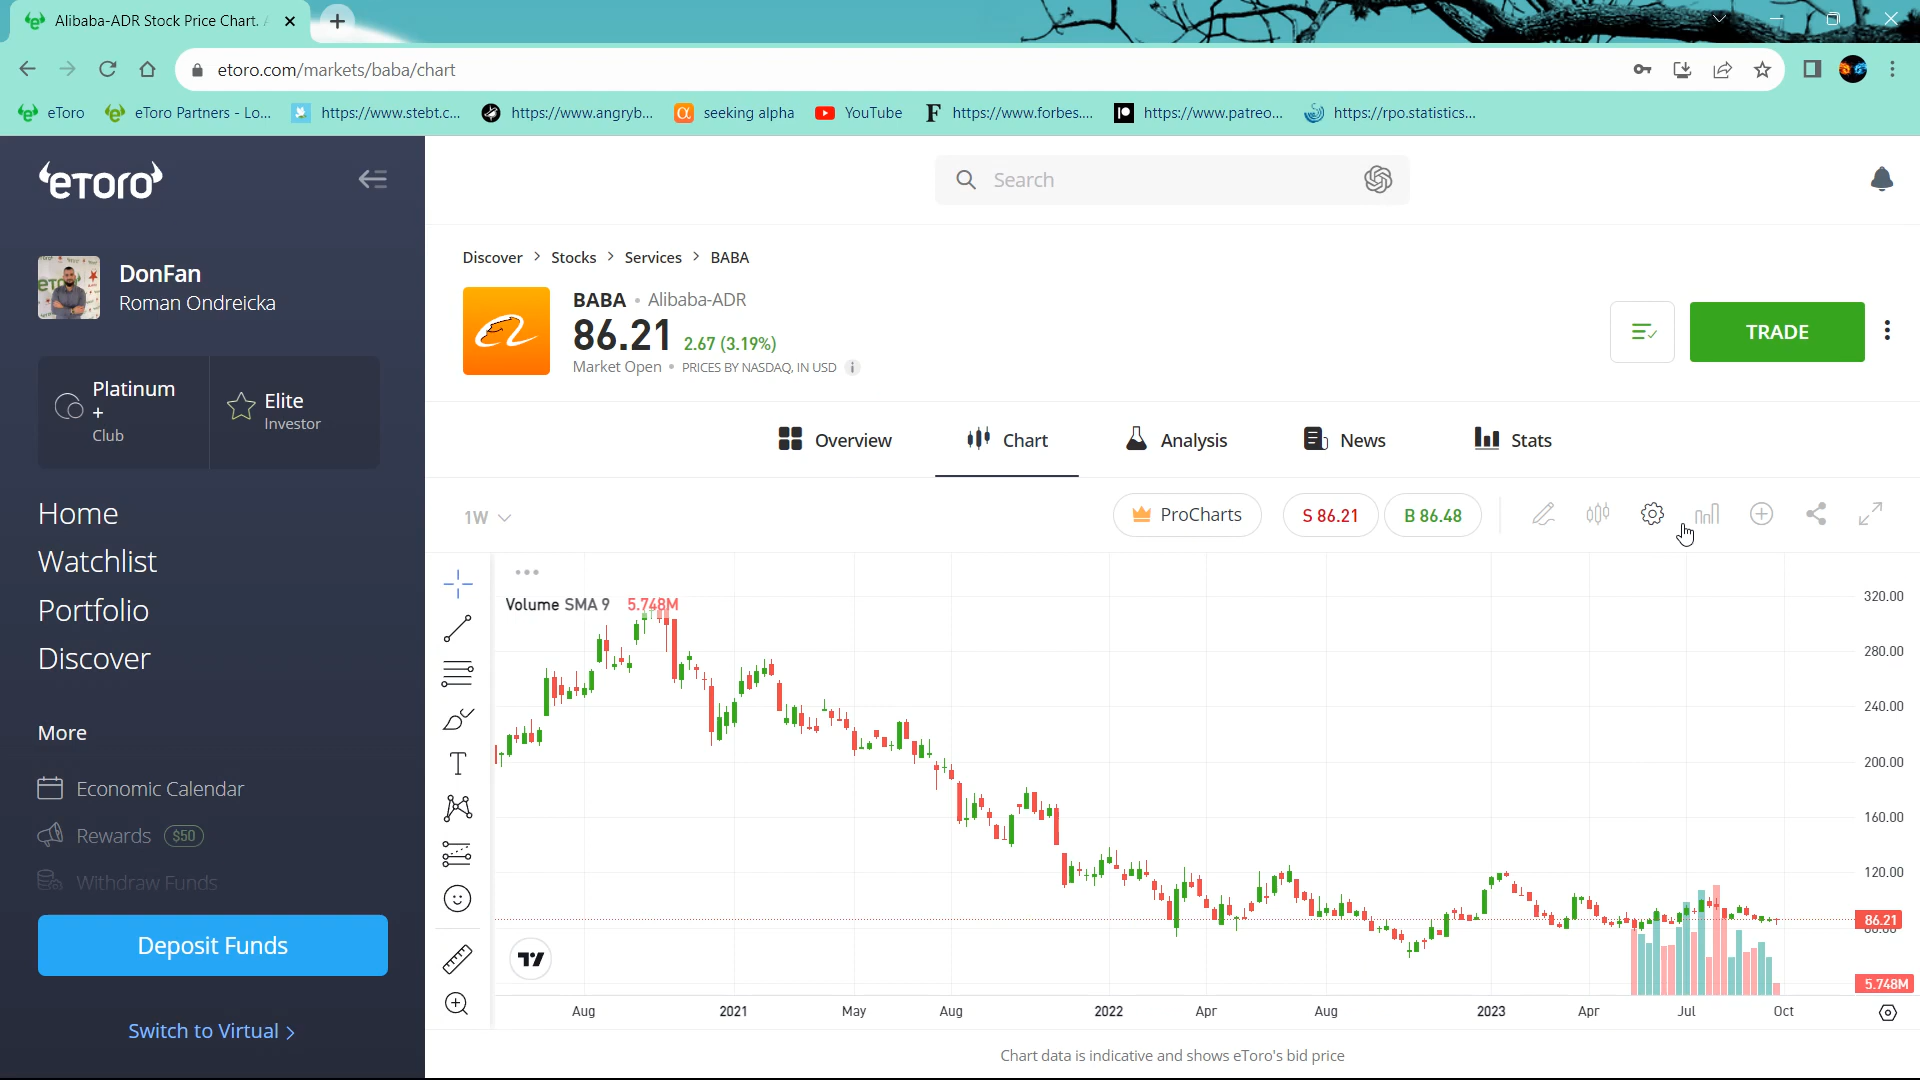 Alibaba-ADR Stock Price Chart.
etoro.com/markets/baba/chart
eToro
eToro Partners - Lo...
https://www.stebt.c...
https://www.angryb...
seeking alpha
YouTube
https://www.forbes....
https://www.patreo...
https://rpo.statistics...
eToro
Search
DonFan
Roman Ondreicka
Platinum
+
Club
Elite
Investor
Home
Watchlist
Portfolio
Discover
More
Economic Calendar
Rewards $50
Withdraw Funds
Deposit Funds
Switch to Virtual >
Discover > Stocks > Services > BABA
BABA • Alibaba-ADR
86.21 2.67 (3.19%)
Market Open • PRICES BY NASDAQ, IN USD
TRADE
Overview
Chart
Analysis
News
Stats
1W
ProCharts
S 86.21
B 86.48
Volume SMA 9 5.748M
320.00
280.00
240.00
200.00
160.00
120.00
86.21
80.00
5.748M
Aug 2021 May Aug 2022 Apr Aug 2023 Apr Jul Oct
Chart data is indicative and shows eToro's bid price